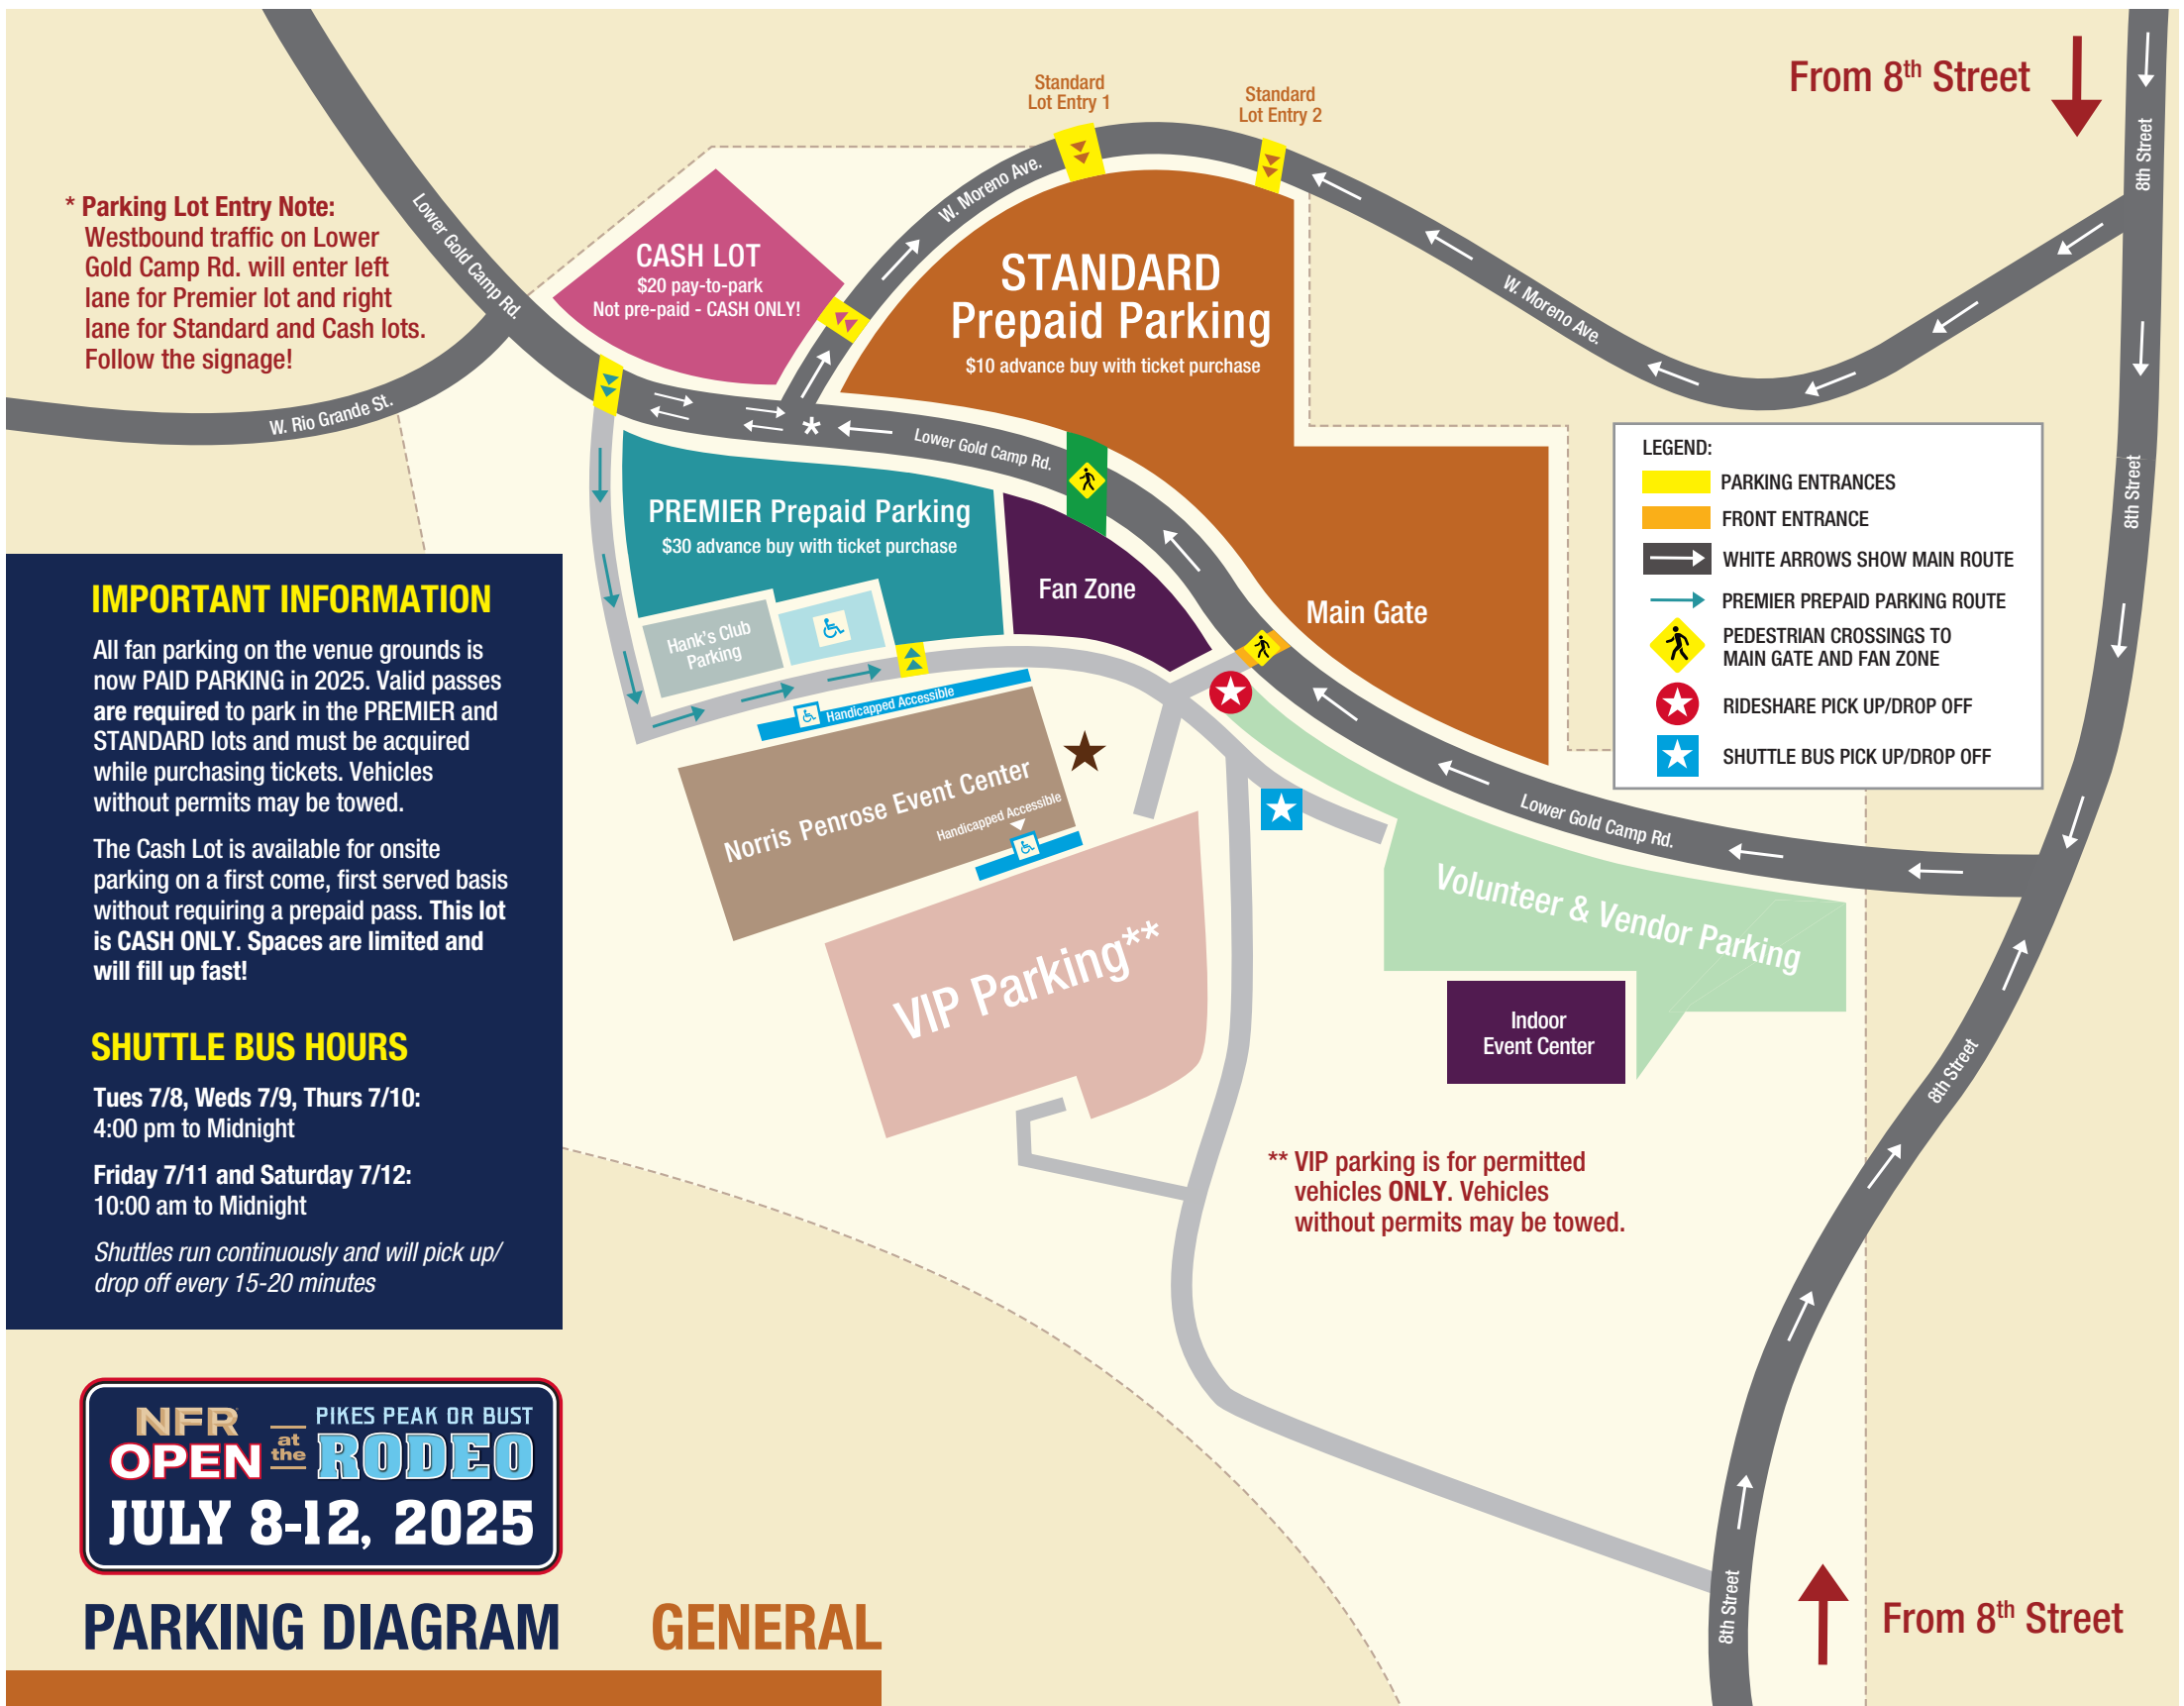 From 8th Street
8th Street
Standard
Lot Entry 1
Standard
Lot Entry 2
* Parking Lot Entry Note:
Westbound traffic on Lower
Gold Camp Rd. will enter left
lane for Premier lot and right
lane for Standard and Cash lots.
Follow the signage!
Lower Gold Camp Rd.
W. Rio Grande St.
W. Moreno Ave.
W. Moreno Ave.
CASH LOT
$20 pay-to-park
Not pre-paid - CASH ONLY!
STANDARD
Prepaid Parking
$10 advance buy with ticket purchase
*
Lower Gold Camp Rd.
8th Street
LEGEND:
PARKING ENTRANCES
FRONT ENTRANCE
WHITE ARROWS SHOW MAIN ROUTE
PREMIER PREPAID PARKING ROUTE
PEDESTRIAN CROSSINGS TO
MAIN GATE AND FAN ZONE
RIDESHARE PICK UP/DROP OFF
SHUTTLE BUS PICK UP/DROP OFF
PREMIER Prepaid Parking
$30 advance buy with ticket purchase
Fan Zone
Main Gate
Hank's Club
Parking
Handicapped Accessible
Norris Penrose Event Center
Handicapped Accessible
VIP Parking**
Lower Gold Camp Rd.
Volunteer & Vendor Parking
Indoor
Event Center
8th Street
** VIP parking is for permitted
vehicles ONLY. Vehicles
without permits may be towed.
IMPORTANT INFORMATION
All fan parking on the venue grounds is
now PAID PARKING in 2025. Valid passes
are required to park in the PREMIER and
STANDARD lots and must be acquired
while purchasing tickets. Vehicles
without permits may be towed.
The Cash Lot is available for onsite
parking on a first come, first served basis
without requiring a prepaid pass. This lot
is CASH ONLY. Spaces are limited and
will fill up fast!
SHUTTLE BUS HOURS
Tues 7/8, Weds 7/9, Thurs 7/10:
4:00 pm to Midnight
Friday 7/11 and Saturday 7/12:
10:00 am to Midnight
Shuttles run continuously and will pick up/
drop off every 15-20 minutes
NFR
OPEN
at
the
PIKES PEAK OR BUST
RODEO
JULY 8-12, 2025
PARKING DIAGRAM
GENERAL
8th Street
From 8th Street